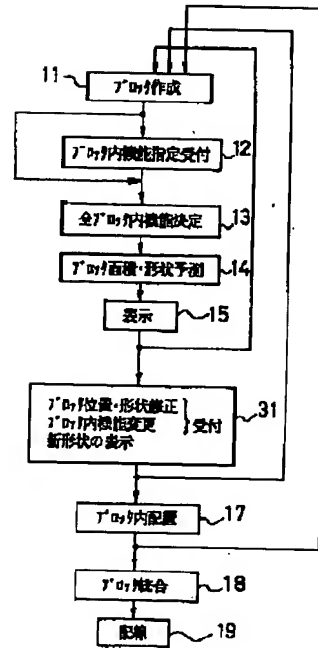 11
ブロック作成
ブロック内機能指定受付
12
全ブロック内機能決定
13
ブロック面積・形状予測
14
表示
15
ブロック位置・形状修正
ブロック内機能変更
受付
新形状の表示
31
ブロック内配置
17
ブロック結合
18
配線
19